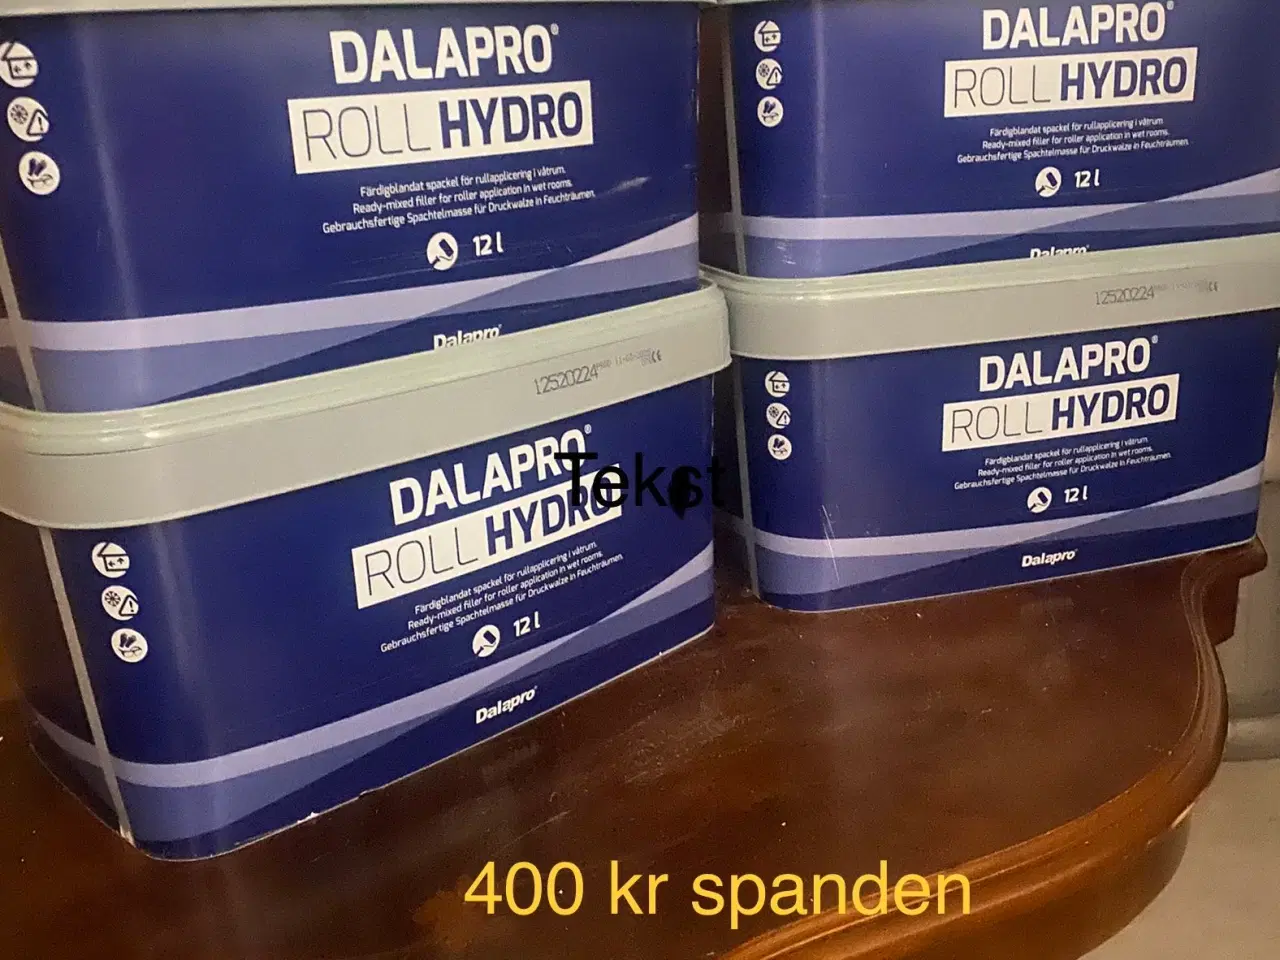 DALAPRO®
ROLL HYDRO
Färdigblandat spackel för rullapplicering i våtrum.
Ready-mixed filler for roller application in wet rooms.
Gebrauchsfertige Spachtelmasse für Druckwalze in Feuchträumen.
12 l
Dalapro®
DALAPRO®
ROLL HYDRO
Färdigblandat spackel för rullapplicering i våtrum.
Ready-mixed filler for roller application in wet rooms.
Gebrauchsfertige Spachtelmasse für Druckwalze in Feuchträumen.
12 l
Dalapro®
12520224
CE
DALAPRO®
ROLL HYDRO
Färdigblandat spackel för rullapplicering i våtrum.
Ready-mixed filler for roller application in wet rooms.
Gebrauchsfertige Spachtelmasse für Druckwalze in Feuchträumen.
12 l
Dalapro®
12520224
CE
DALAPRO®
ROLL HYDRO
Färdigblandat spackel för rullapplicering i våtrum.
Ready-mixed filler for roller application in wet rooms.
Gebrauchsfertige Spachtelmasse für Druckwalze in Feuchträumen.
12 l
Dalapro®
Tekst
400 kr spanden